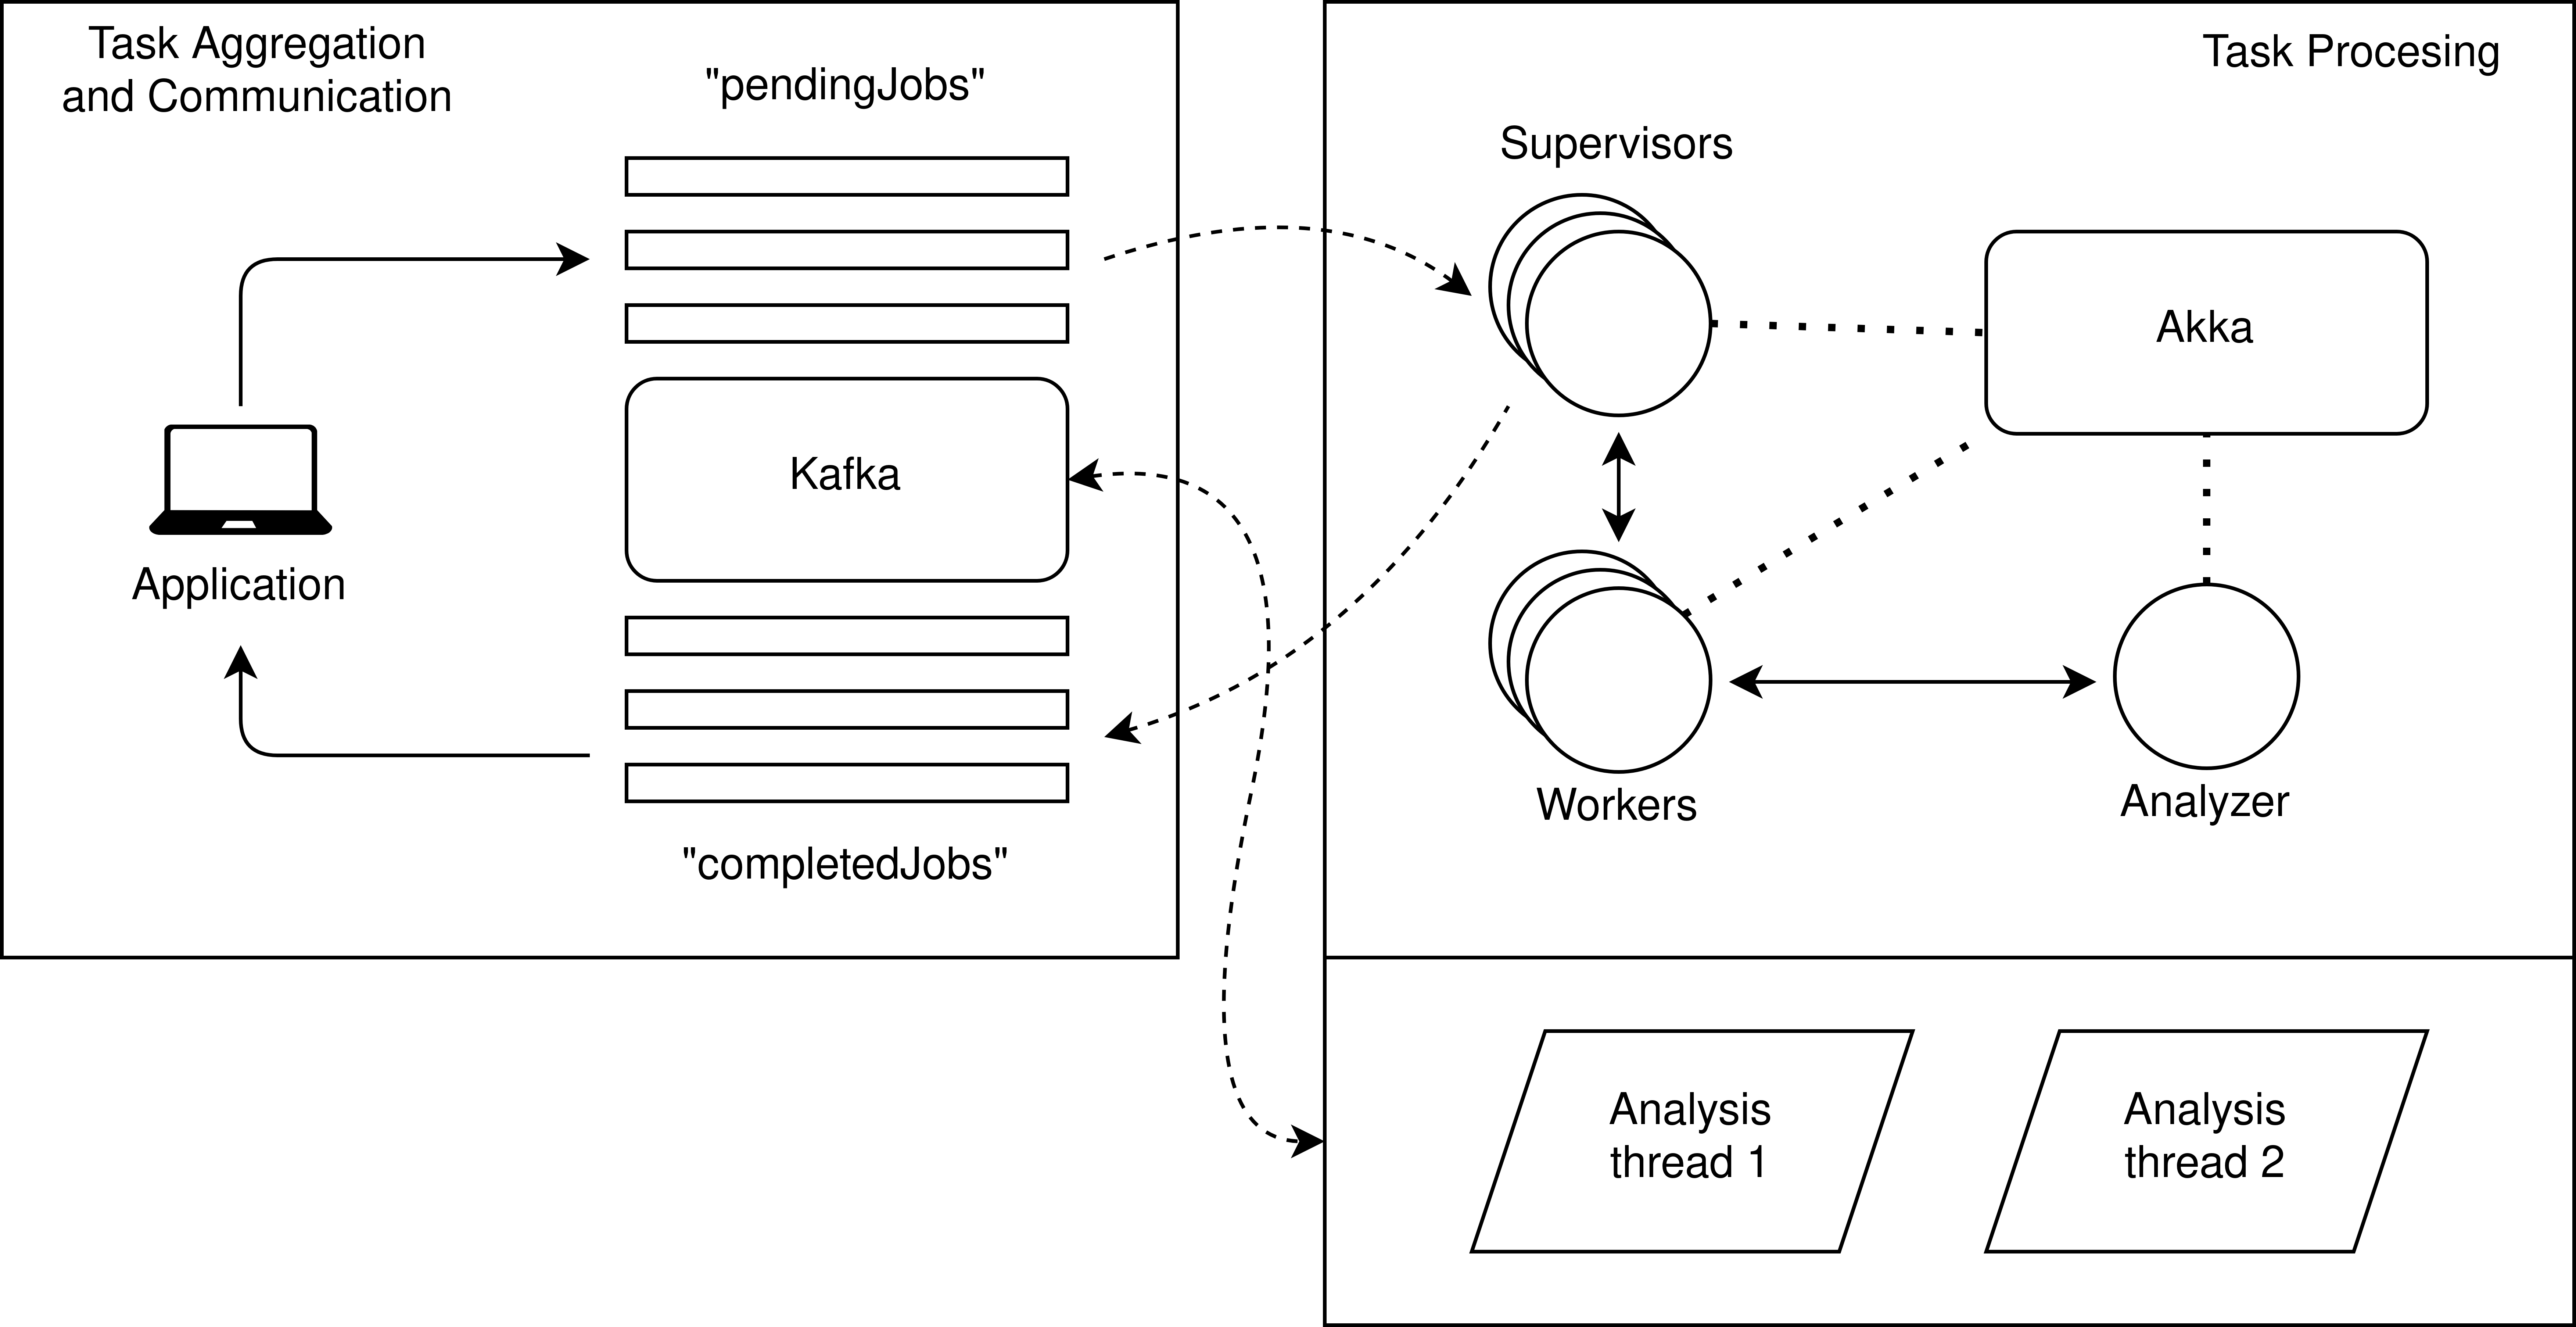 Task Aggregation
and Communication
"pendingJobs"
Kafka
Application
"completedJobs"
Task Procesing
Supervisors
Akka
Workers
Analyzer
Analysis
thread 1
Analysis
thread 2